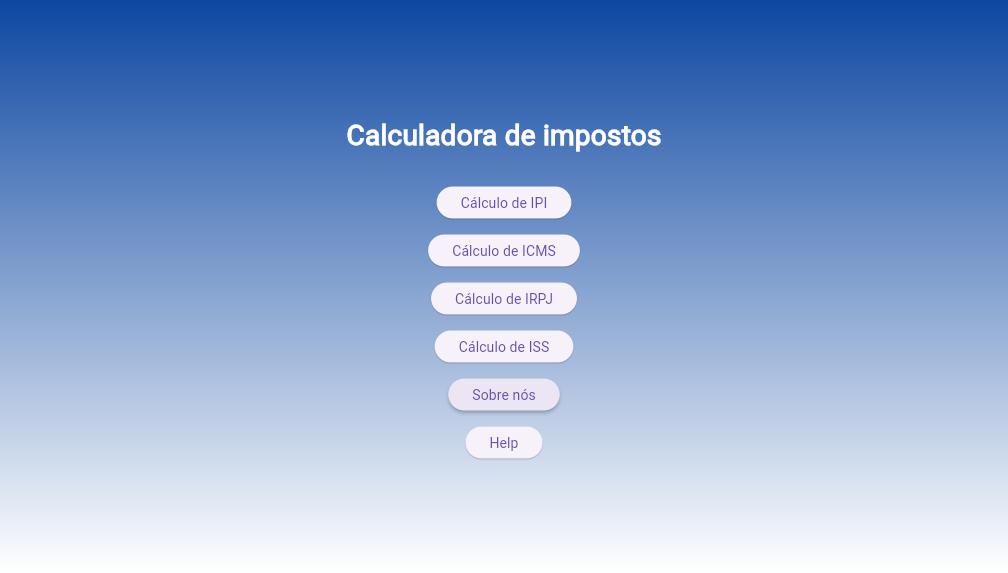 Calculadora de impostos
Cálculo de IPI
Cálculo de ICMS
Cálculo de IRPJ
Cálculo de ISS
Sobre nós
Help